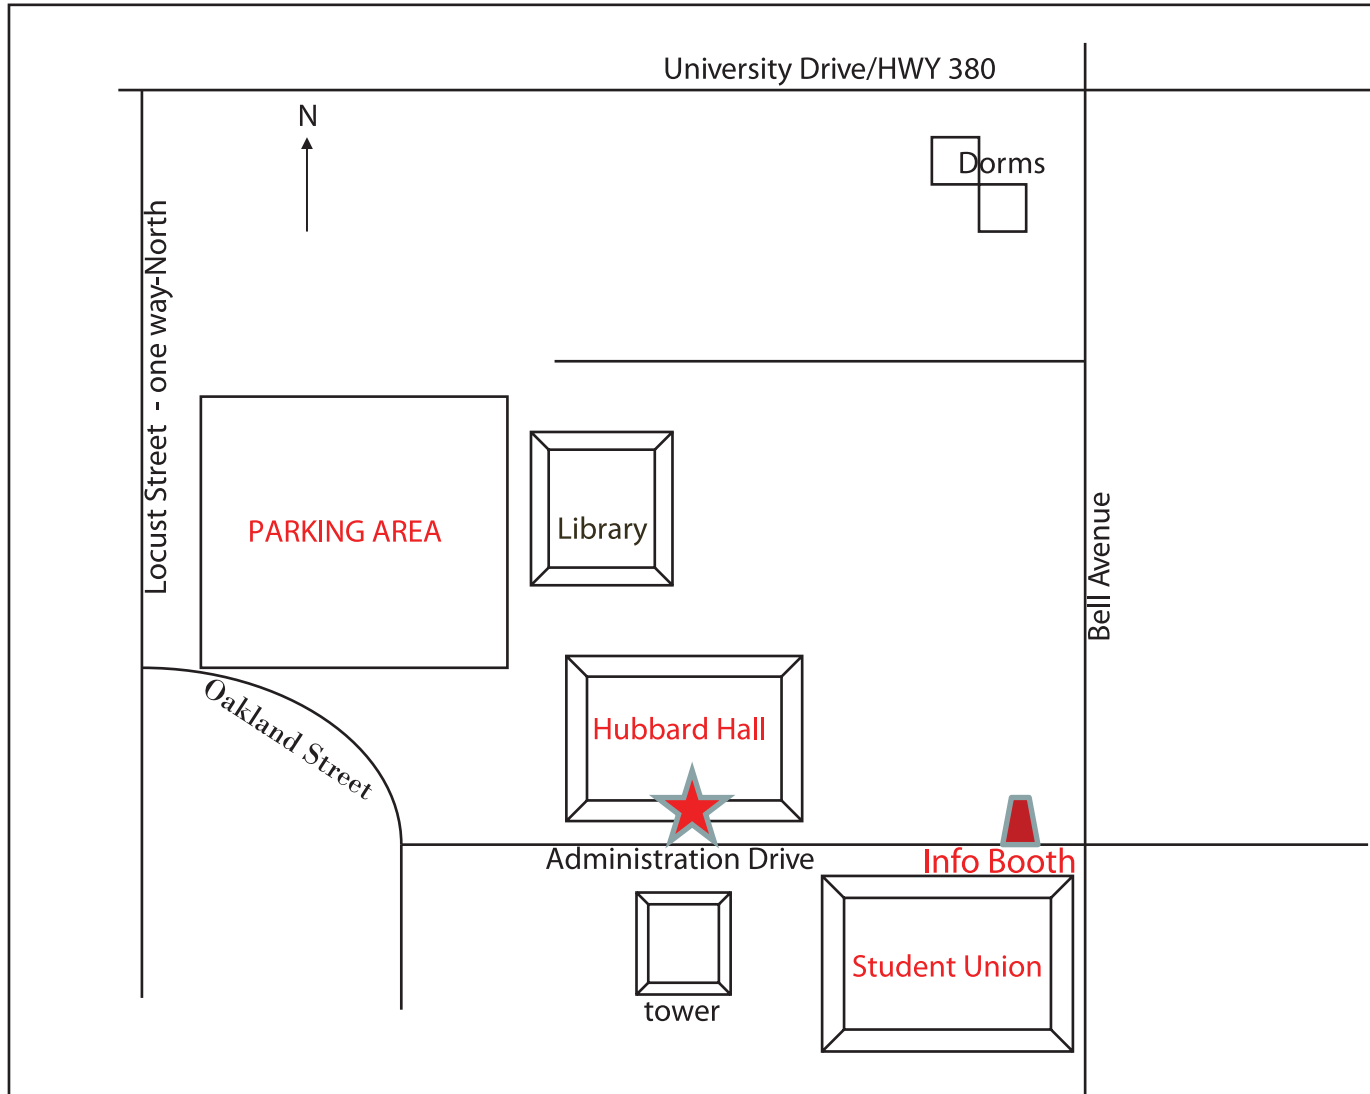 University Drive/HWY 380
N
Dorms
Locust Street - one way-North
PARKING AREA
Library
Bell Avenue
Oakland Street
Hubbard Hall
Administration Drive
Info Booth
Student Union
tower